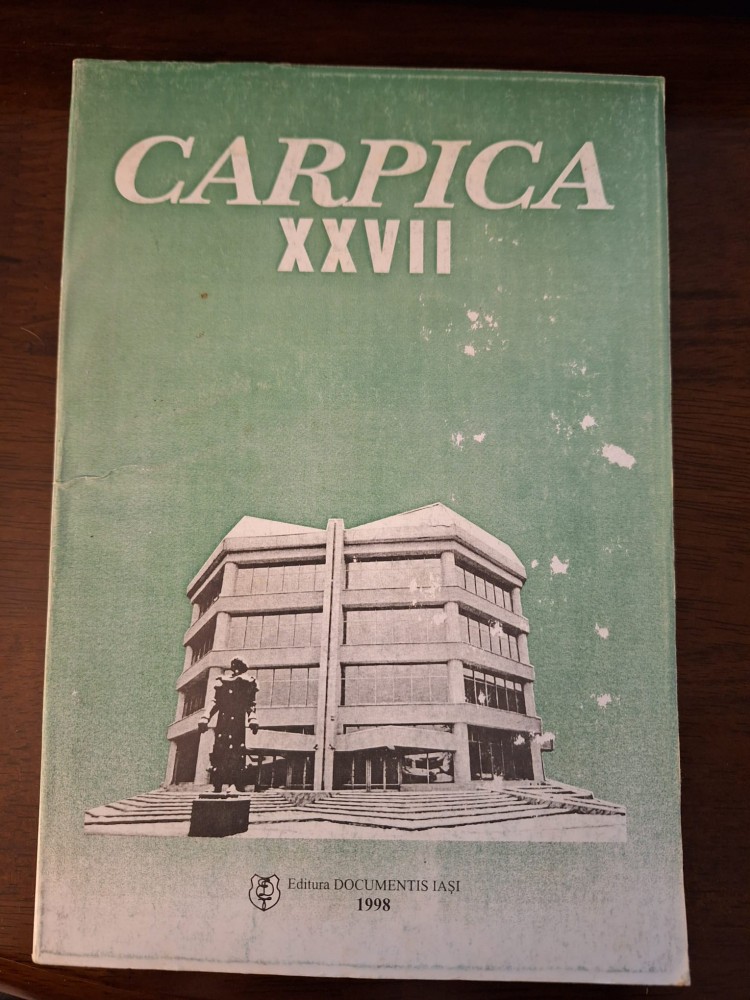 CARPICA
XXVII
Editura DOCUMENTIS IAŞI
1998